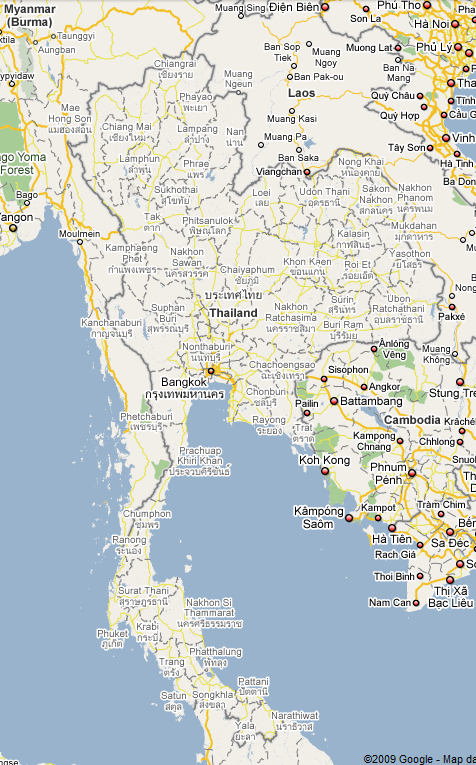 Myanmar
(Burma)
Muang Sing
Điện Biên
Phú Tho
Son La
Hà Nội
Taunggyi
Aungban
Ban Sop
Tiek
Muang
Ngoy
Muong Lat
Phủ Lý
Chiangrai
เชียงราย
Muang
Ngeun
Ban Pak-ou
Ban Na
Mang
Laos
Phayao
พะเยา
Quỳ Châu
Mae
Hong Son
แม่ฮ่องสอน
Chiang Mai
เชียงใหม่
Lampang
ลำปาง
Nan
น่าน
Muang Kasi
Quỳ Hợp
Muang Pa
Vinh
Forest
Lamphun
ลำพูน
Phrae
แพร่
Ban Saka
Tây Sơn
Hà Tinh
Nong Khai
หนองคาย
Viangchan
Sukhothai
สุโขทัย
Loei
เลย
Udon Thani
อุดรธานี
Sakon
Nakhon
สกลนคร
Nakhon
Phanom
นครพนม
Bago
Tak
ตาก
Phitsanulok
พิษณุโลก
Moulmein
Kalasin
กาฬสินธุ์
Mukdahan
มุกดาหาร
Kamphaeng
Phet
กำแพงเพชร
Nakhon
Sawan
นครสวรรค์
Chaiyaphum
ชัยภูมิ
Khon Kaen
ขอนแก่น
Roi Et
ร้อยเอ็ด
Yasothon
ยโสธร
ประเทศไทย
Thailand
Suphan
Buri
สุพรรณบุรี
Nakhon
Ratchasima
นครราชสีมา
Surin
สุรินทร์
Ubon
Ratchathani
อุบลราชธานี
Pakxé
Kanchanaburi
กาญจนบุรี
Buri Ram
บุรีรัมย์
Nonthaburi
นนทบุรี
Ânlóng
Vêng
Muang
Khong
Bangkok
กรุงเทพมหานคร
Chachoengsao
ฉะเชิงเทรา
Sisophon
Angkor
Chonburi
ชลบุรี
Pailin
Battambang
Phetchaburi
เพชรบุรี
Rayong
ระยอง
Trat
ตราด
Cambodia
Kampong
Chnang
Chhlong
Prachuap
Khiri Khan
ประจวบคีรีขันธ์
Koh Kong
Phnum
Pénh
Chumphon
ชุมพร
Kâmpóng
Saôm
Kampot
Tràm Chim
Hà Tiên
Sa Đéc
Ranong
ระนอง
Rach Giá
Surat Thani
สุราษฎร์ธานี
Thoi Binh
Thi Xã
Bạc Liêu
Nakhon Si
Thammarat
นครศรีธรรมราช
Nam Can
Phuket
ภูเก็ต
Krabi
กระบี่
Phatthalung
พัทลุง
Trang
ตรัง
Satun
สตูล
Songkhla
สงขลา
Pattani
ปัตตานี
Narathiwat
นราธิวาส
Yala
ยะลา
©2009 Google - Map